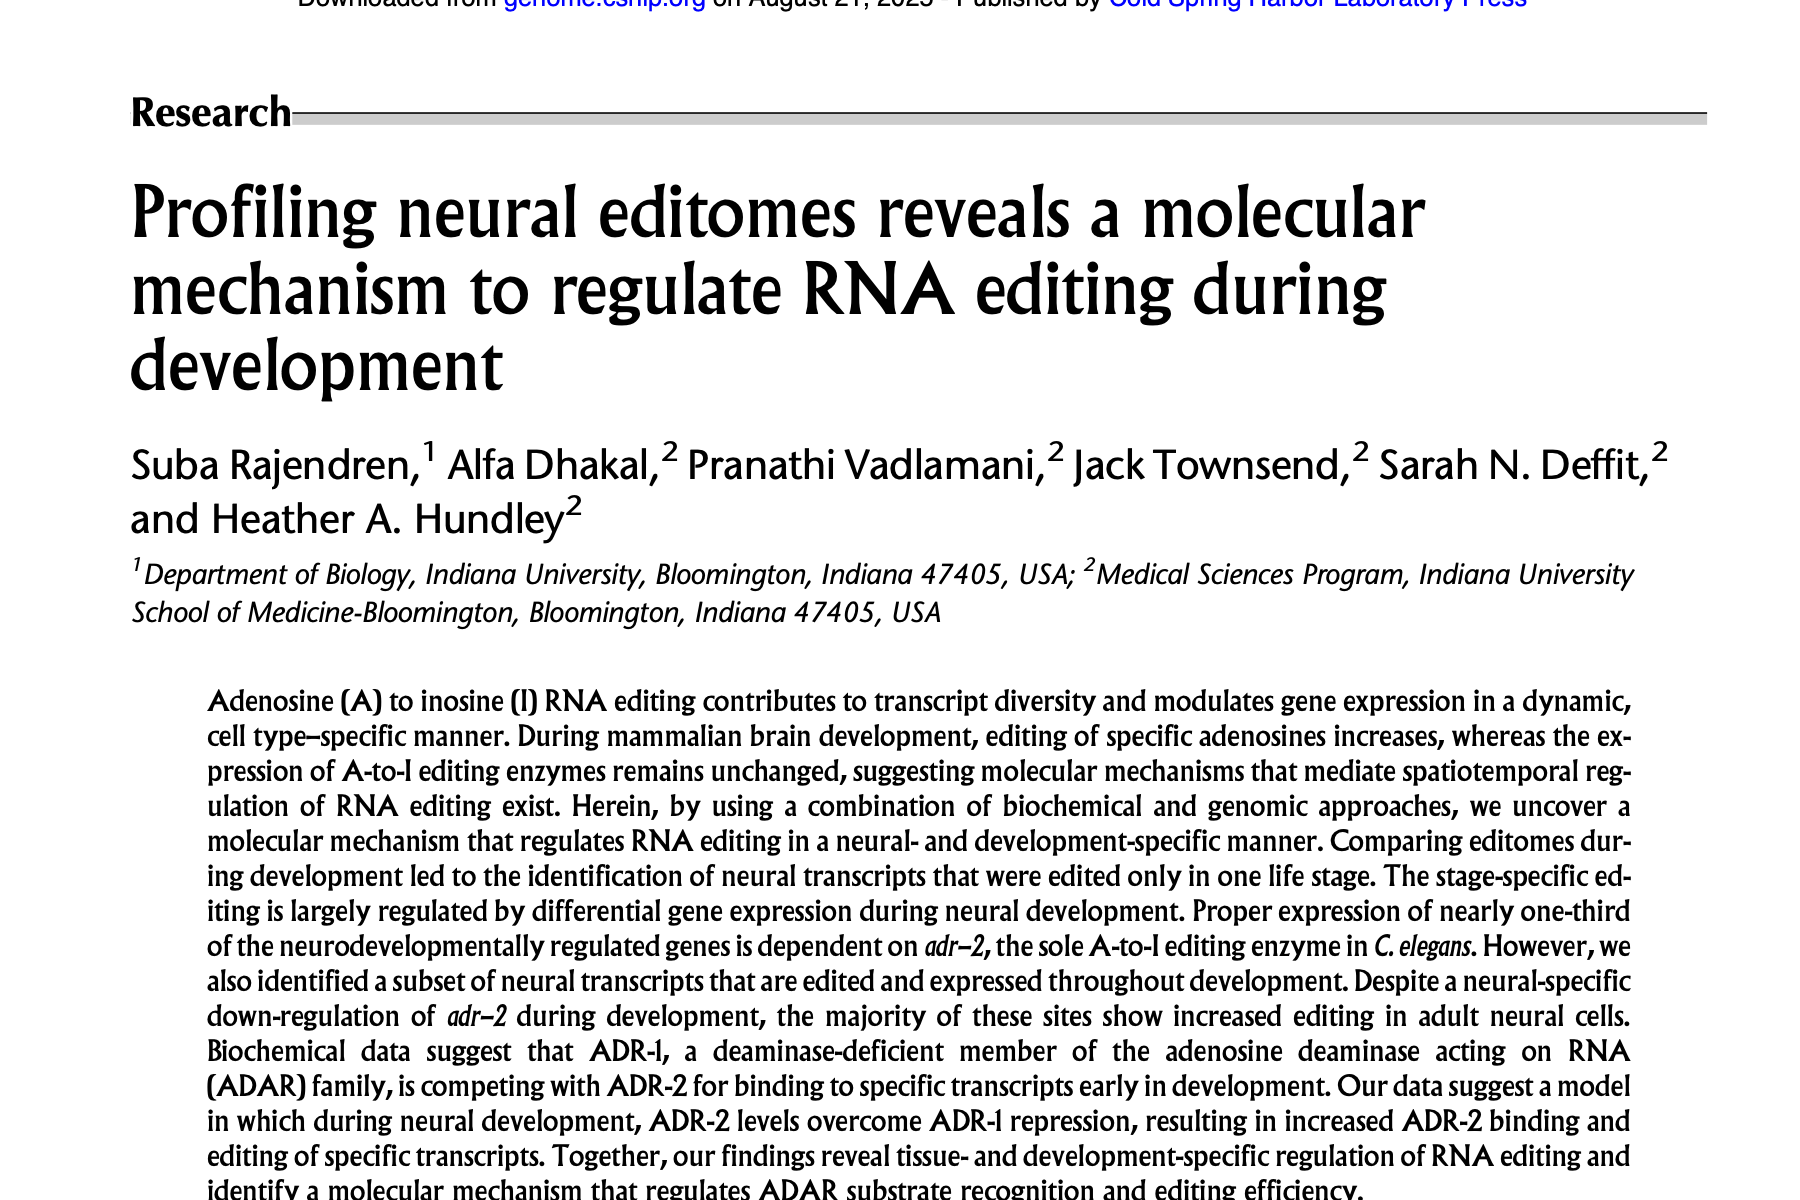 Downloaded from genome.cshlp.org on August 21, 2025 - Published by Cold Spring Harbor Laboratory Press
Research
Profiling neural editomes reveals a molecular
mechanism to regulate RNA editing during
development
Suba Rajendren,¹ Alfa Dhakal,² Pranathi Vadlamani,² Jack Townsend,² Sarah N. Deffit,²
and Heather A. Hundley²
¹Department of Biology, Indiana University, Bloomington, Indiana 47405, USA; ²Medical Sciences Program, Indiana University
School of Medicine-Bloomington, Bloomington, Indiana 47405, USA
Adenosine (A) to inosine (I) RNA editing contributes to transcript diversity and modulates gene expression in a dynamic,
cell type–specific manner. During mammalian brain development, editing of specific adenosines increases, whereas the ex-
pression of A-to-I editing enzymes remains unchanged, suggesting molecular mechanisms that mediate spatiotemporal reg-
ulation of RNA editing exist. Herein, by using a combination of biochemical and genomic approaches, we uncover a
molecular mechanism that regulates RNA editing in a neural- and development-specific manner. Comparing editomes dur-
ing development led to the identification of neural transcripts that were edited only in one life stage. The stage-specific ed-
iting is largely regulated by differential gene expression during neural development. Proper expression of nearly one-third
of the neurodevelopmentally regulated genes is dependent on adr–2, the sole A-to-I editing enzyme in C. elegans. However, we
also identified a subset of neural transcripts that are edited and expressed throughout development. Despite a neural-specific
down-regulation of adr–2 during development, the majority of these sites show increased editing in adult neural cells.
Biochemical data suggest that ADR-1, a deaminase-deficient member of the adenosine deaminase acting on RNA
(ADAR) family, is competing with ADR-2 for binding to specific transcripts early in development. Our data suggest a model
in which during neural development, ADR-2 levels overcome ADR-1 repression, resulting in increased ADR-2 binding and
editing of specific transcripts. Together, our findings reveal tissue- and development-specific regulation of RNA editing and
identify a molecular mechanism that regulates ADAR substrate recognition and editing efficiency.